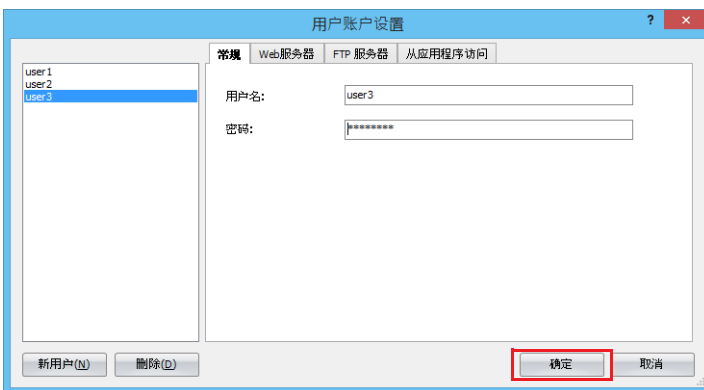 用户账户设置
?
×
常规 Web服务器 FTP 服务器 从应用程序访问
user1
user2
user3
用户名: user3
密码: ********
新用户(N) 删除(D) 确定 取消